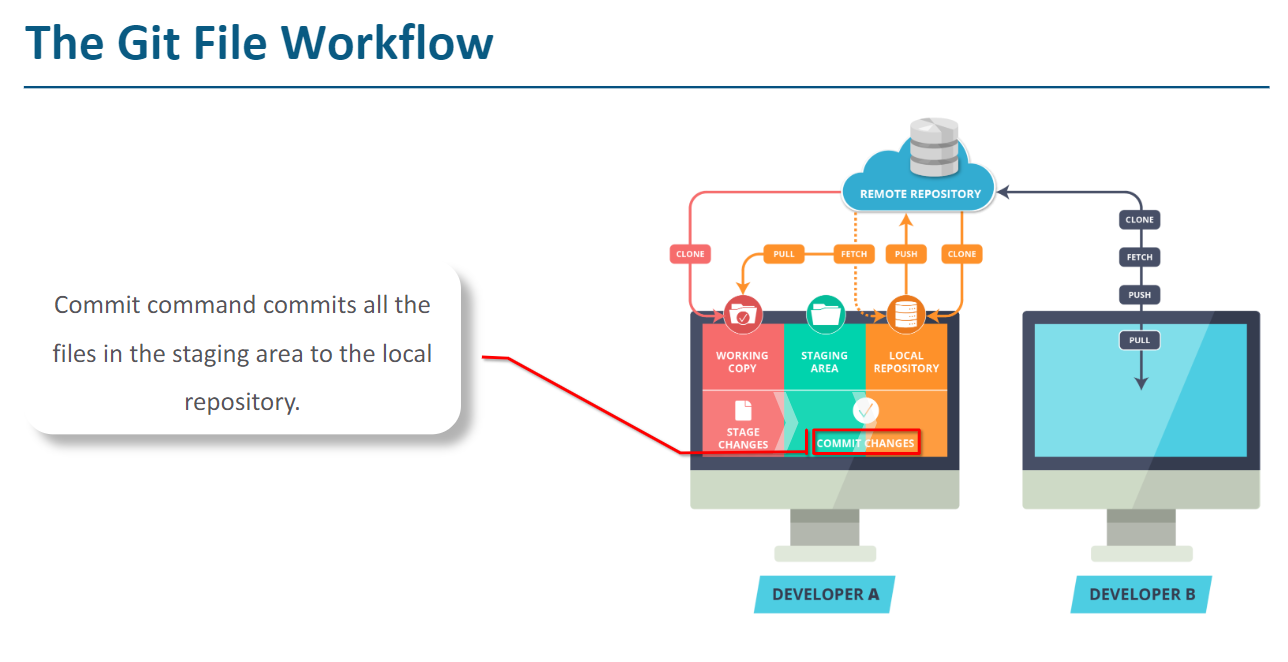 The Git File Workflow
Commit command commits all the
files in the staging area to the local
repository.
REMOTE REPOSITORY
CLONE
PULL
FETCH
PUSH
CLONE
WORKING
COPY
STAGING
AREA
LOCAL
REPOSITORY
STAGE
CHANGES
COMMIT CHANGES
DEVELOPER A
CLONE
FETCH
PUSH
PULL
DEVELOPER B